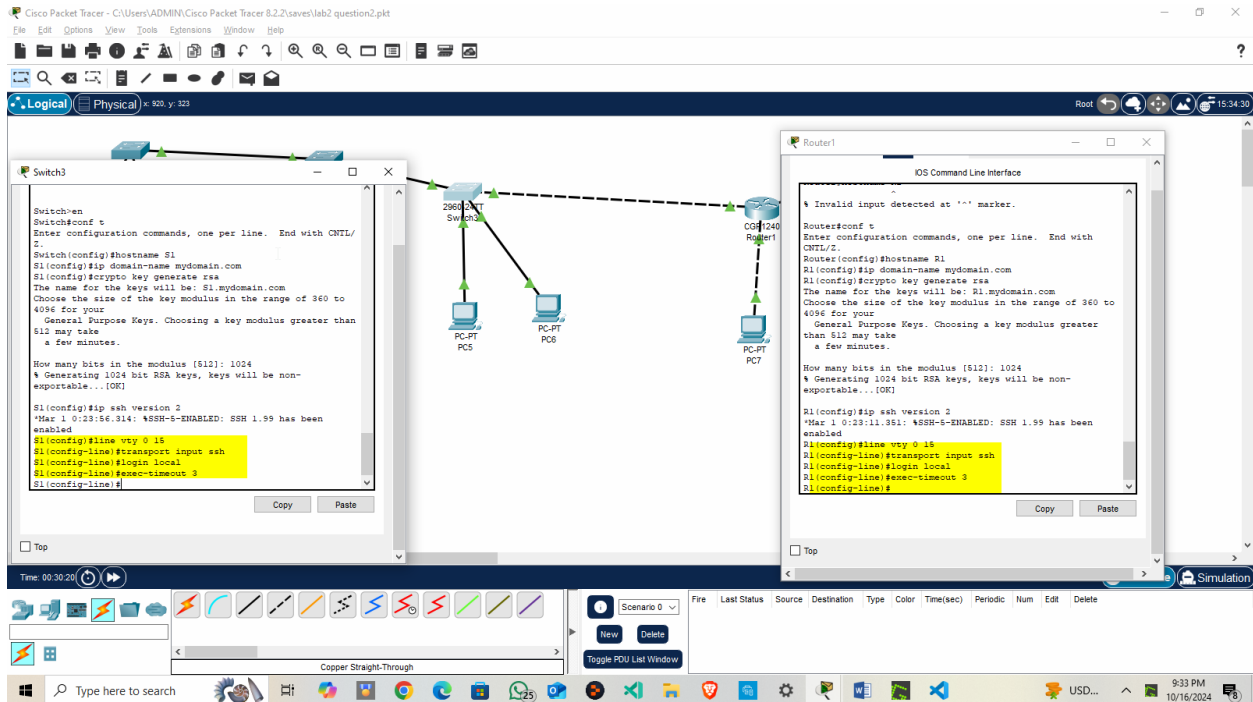 Cisco Packet Tracer - C:\Users\ADMIN\Cisco Packet Tracer 8.2.2\saves\lab2 question2.pkt
File Edit Options View Tools Extensions Window Help
?
Logical Physical x: 920, y: 323
Root 15:34:30
Switch3
Switch>en
Switch#conf t
Enter configuration commands, one per line. End with CNTL/
Z.
Switch(config)#hostname S1
S1(config)#ip domain-name mydomain.com
S1(config)#crypto key generate rsa
The name for the keys will be: S1.mydomain.com
Choose the size of the key modulus in the range of 360 to
4096 for your
General Purpose Keys. Choosing a key modulus greater than
512 may take
a few minutes.
How many bits in the modulus [512]: 1024
% Generating 1024 bit RSA keys, keys will be non-
exportable...[OK]
S1(config)#ip ssh version 2
*Mar 1 0:23:56.314: %SSH-5-ENABLED: SSH 1.99 has been
enabled
S1(config)#line vty 0 15
S1(config-line)#transport input ssh
S1(config-line)#login local
S1(config-line)#exec-timeout 3
S1(config-line)#
Copy Paste
Top
2960-24TT
Switch3
PC-PT
PC5
PC-PT
PC6
CGR1240
Router1
PC-PT
PC7
Router1
IOS Command Line Interface
% Invalid input detected at '^' marker.
Router#conf t
Enter configuration commands, one per line. End with
CNTL/Z.
Router(config)#hostname R1
R1(config)#ip domain-name mydomain.com
R1(config)#crypto key generate rsa
The name for the keys will be: R1.mydomain.com
Choose the size of the key modulus in the range of 360 to
4096 for your
General Purpose Keys. Choosing a key modulus greater
than 512 may take
a few minutes.
How many bits in the modulus [512]: 1024
% Generating 1024 bit RSA keys, keys will be non-
exportable...[OK]
R1(config)#ip ssh version 2
*Mar 1 0:23:11.351: %SSH-5-ENABLED: SSH 1.99 has been
enabled
R1(config)#line vty 0 15
R1(config-line)#transport input ssh
R1(config-line)#login local
R1(config-line)#exec-timeout 3
R1(config-line)#
Copy Paste
Top
Time: 00:30:20
Simulation
Scenario 0
New Delete
Toggle PDU List Window
Fire Last Status Source Destination Type Color Time(sec) Periodic Num Edit Delete
Copper Straight-Through
Type here to search
25
USD...
9:33 PM
10/16/2024
8